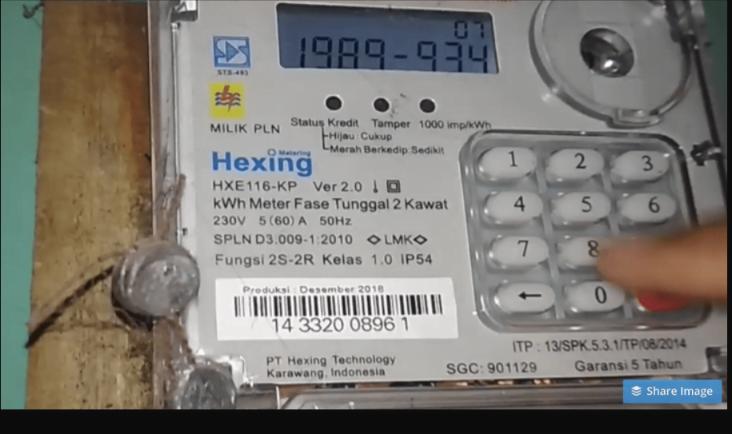 07
1989-934
STS-493
MILIK PLN
Status Kredit Tamper 1000 imp/kWh
Hijau: Cukup
Merah Berkedip: Sedikit
Metering
Hexing
HXE116-KP Ver 2.0
kWh Meter Fase Tunggal 2 Kawat
230V 5(60)A 50Hz
SPLN D3.009-1:2010 LMK
Fungsi 2S-2R Kelas 1.0 IP54
Produksi : Desember 2016
14 3320 0896 1
PT Hexing Technology
Karawang, Indonesia
1 2 3
4 5 6
7 8
← 0
ITP : 13/SPK.5.3.1/TP/08/2014
SGC: 901129 Garansi 5 Tahun
Share Image